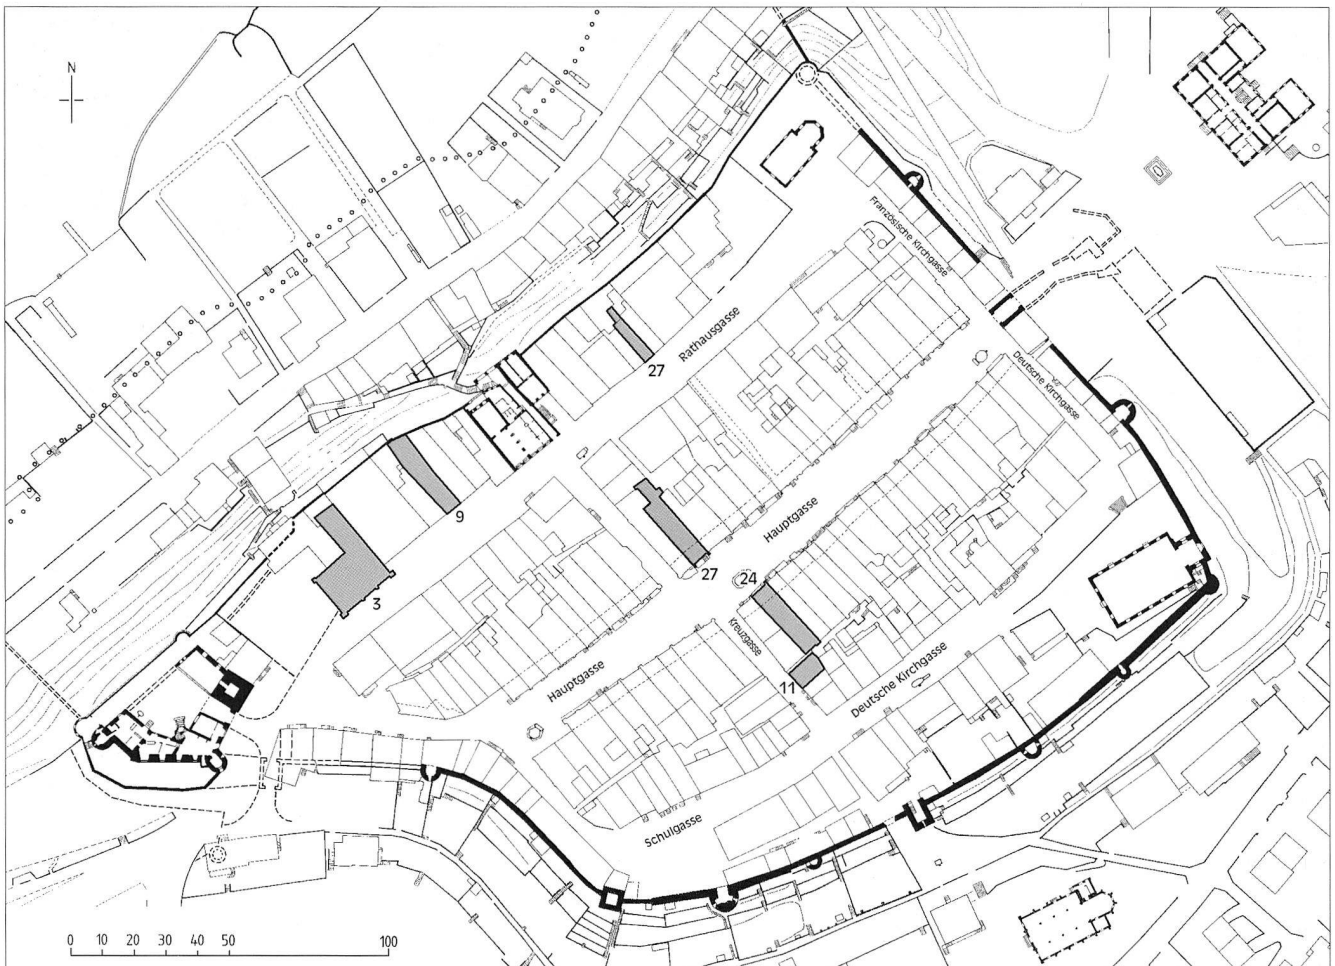 N
Französische Kirchgasse
Rathausgasse
27
Deutsche Kirchgasse
9
Hauptgasse
27
24
3
Kreuzgasse
Hauptgasse
11
Deutsche Kirchgasse
Schulgasse
0 10 20 30 40 50 100